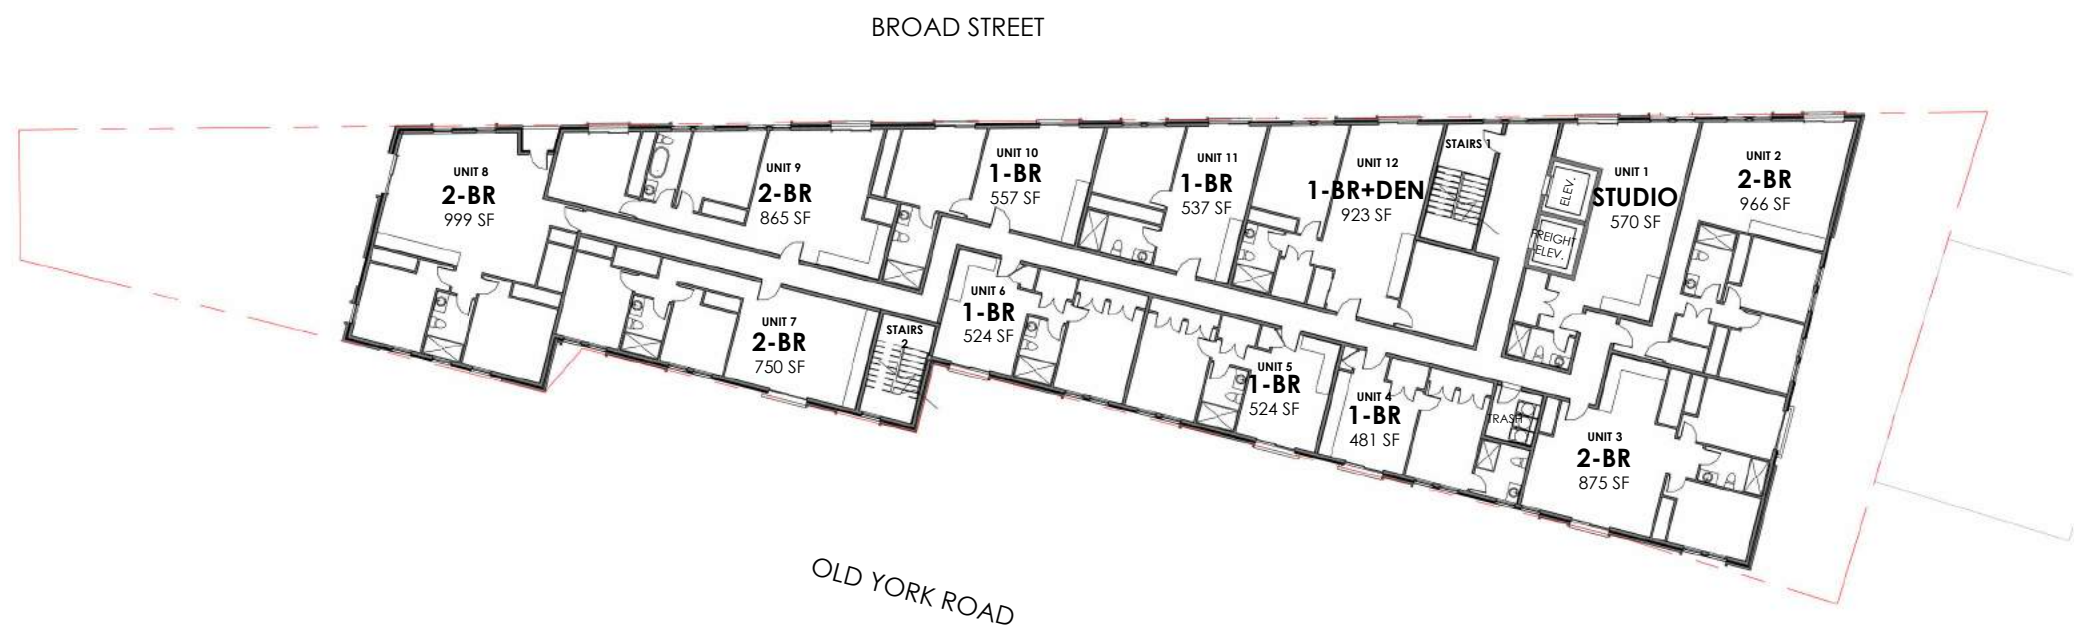 BROAD STREET
UNIT 8
2-BR
999 SF
UNIT 9
2-BR
865 SF
UNIT 10
1-BR
557 SF
UNIT 11
1-BR
537 SF
UNIT 12
1-BR+DEN
923 SF
STAIRS 1
ELEV.
FREIGHT
ELEV.
UNIT 1
STUDIO
570 SF
UNIT 2
2-BR
966 SF
UNIT 7
2-BR
750 SF
STAIRS
2
UNIT 6
1-BR
524 SF
UNIT 5
1-BR
524 SF
UNIT 4
1-BR
481 SF
TRASH
UNIT 3
2-BR
875 SF
OLD YORK ROAD